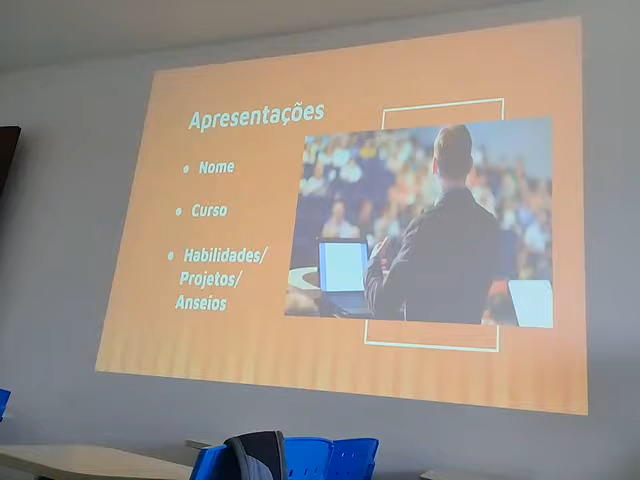 Apresentações
• Nome
• Curso
• Habilidades/
Projetos/
Anseios